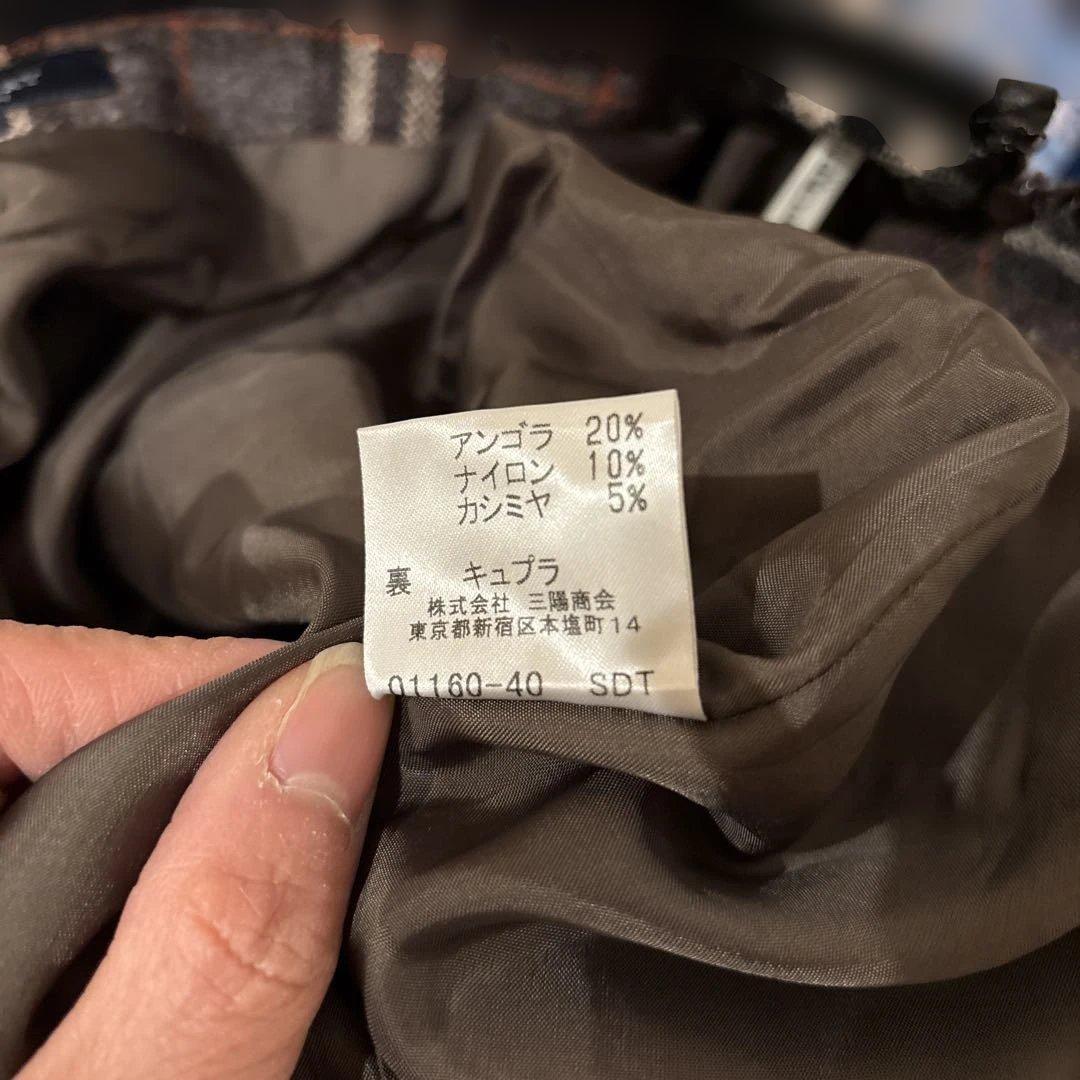 アンゴラ 20%
ナイロン 10%
カシミヤ 5%
裏 キュプラ
株式会社 三陽商会
東京都新宿区本塩町14
01160-40 SDT